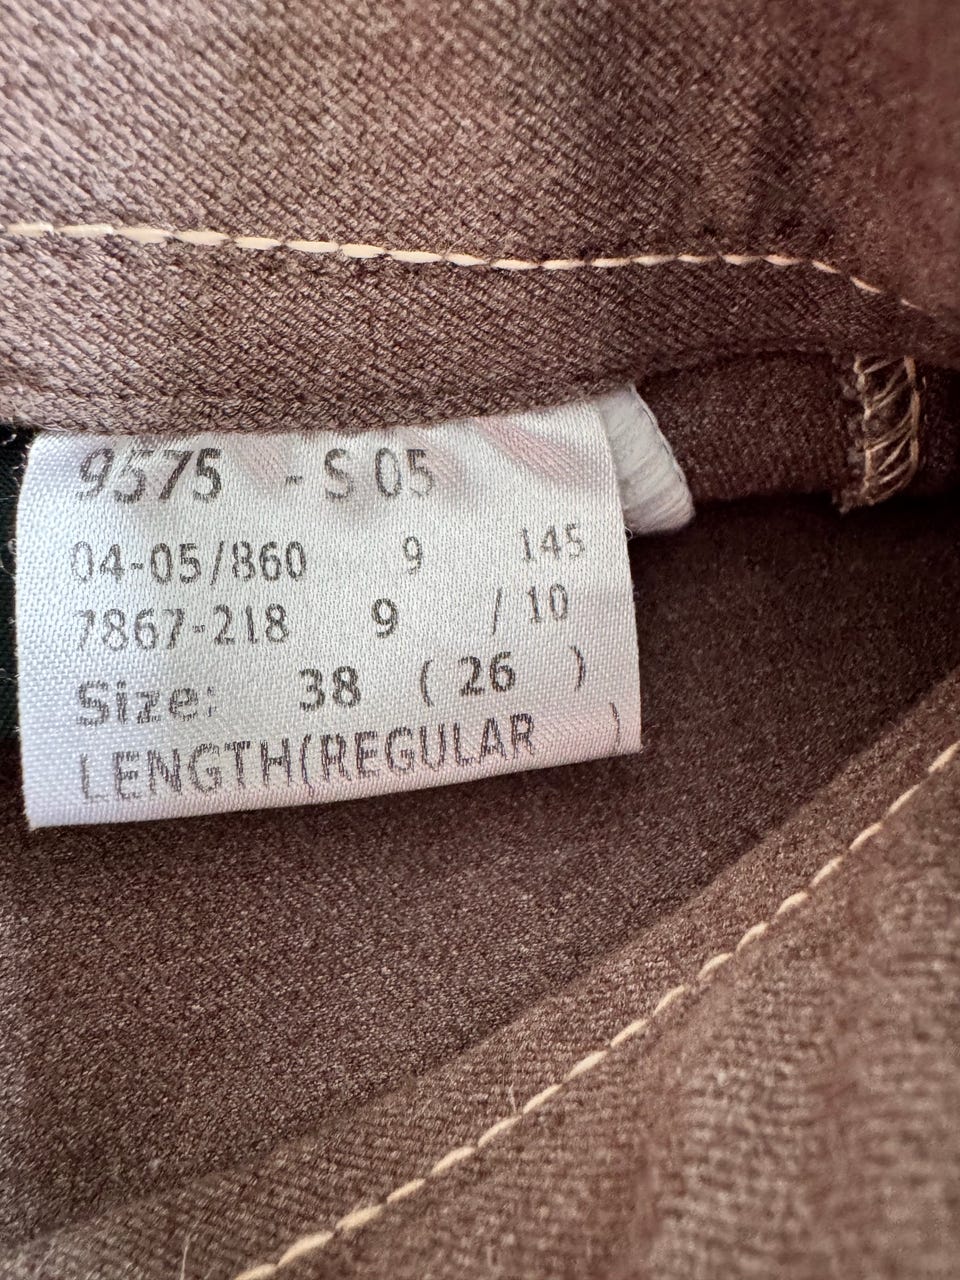 9575 - S 05
04-05/860 9 145
7867-218 9 / 10
Size: 38 ( 26 )
LENGTH(REGULAR )